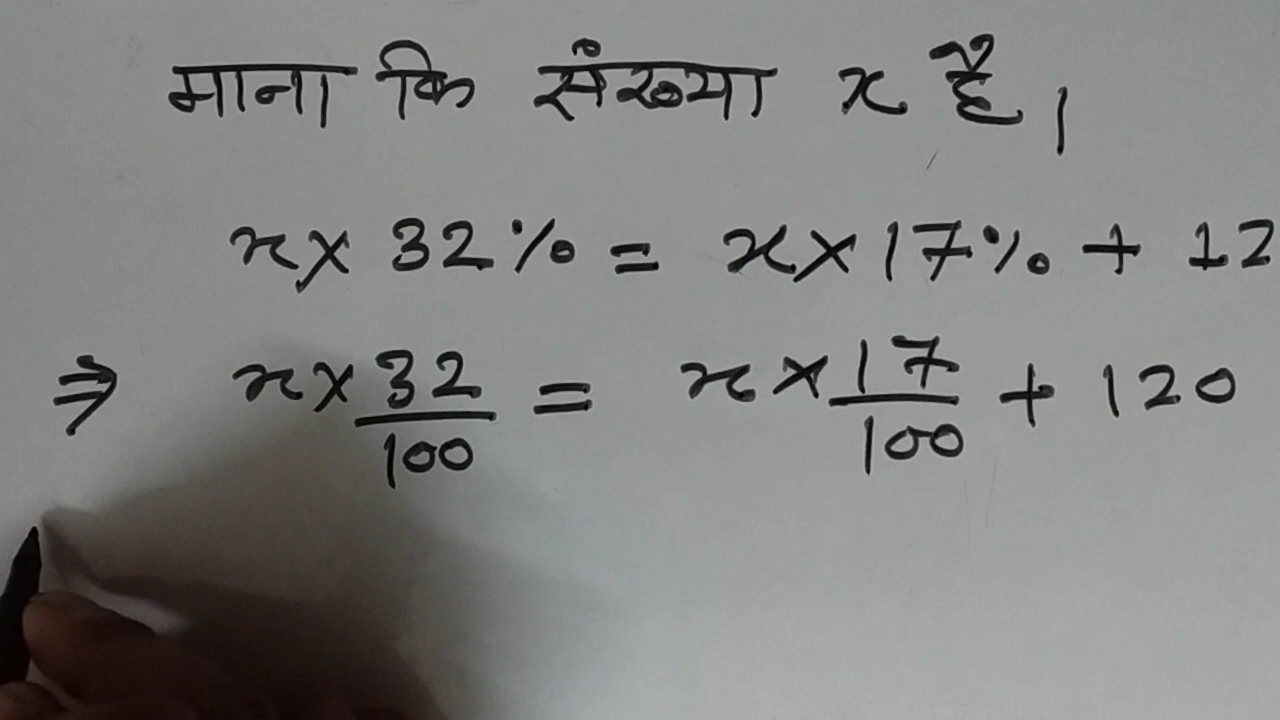 माना कि संख्या x है।
x × 32% = x × 17% + 12
⇒ x × 32/100 = x × 17/100 + 120